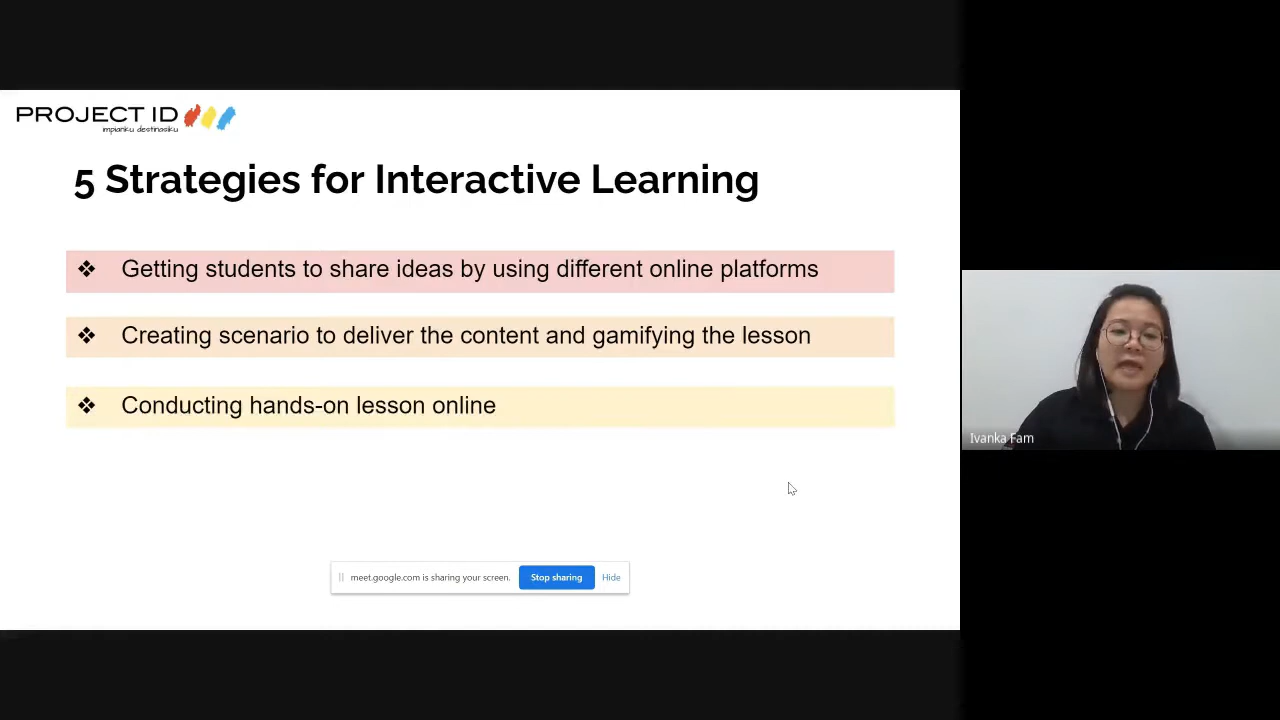 PROJECT ID
impianku destinasiku
5 Strategies for Interactive Learning
❖ Getting students to share ideas by using different online platforms
❖ Creating scenario to deliver the content and gamifying the lesson
❖ Conducting hands-on lesson online
Ivanka Fam
meet.google.com is sharing your screen. Stop sharing Hide